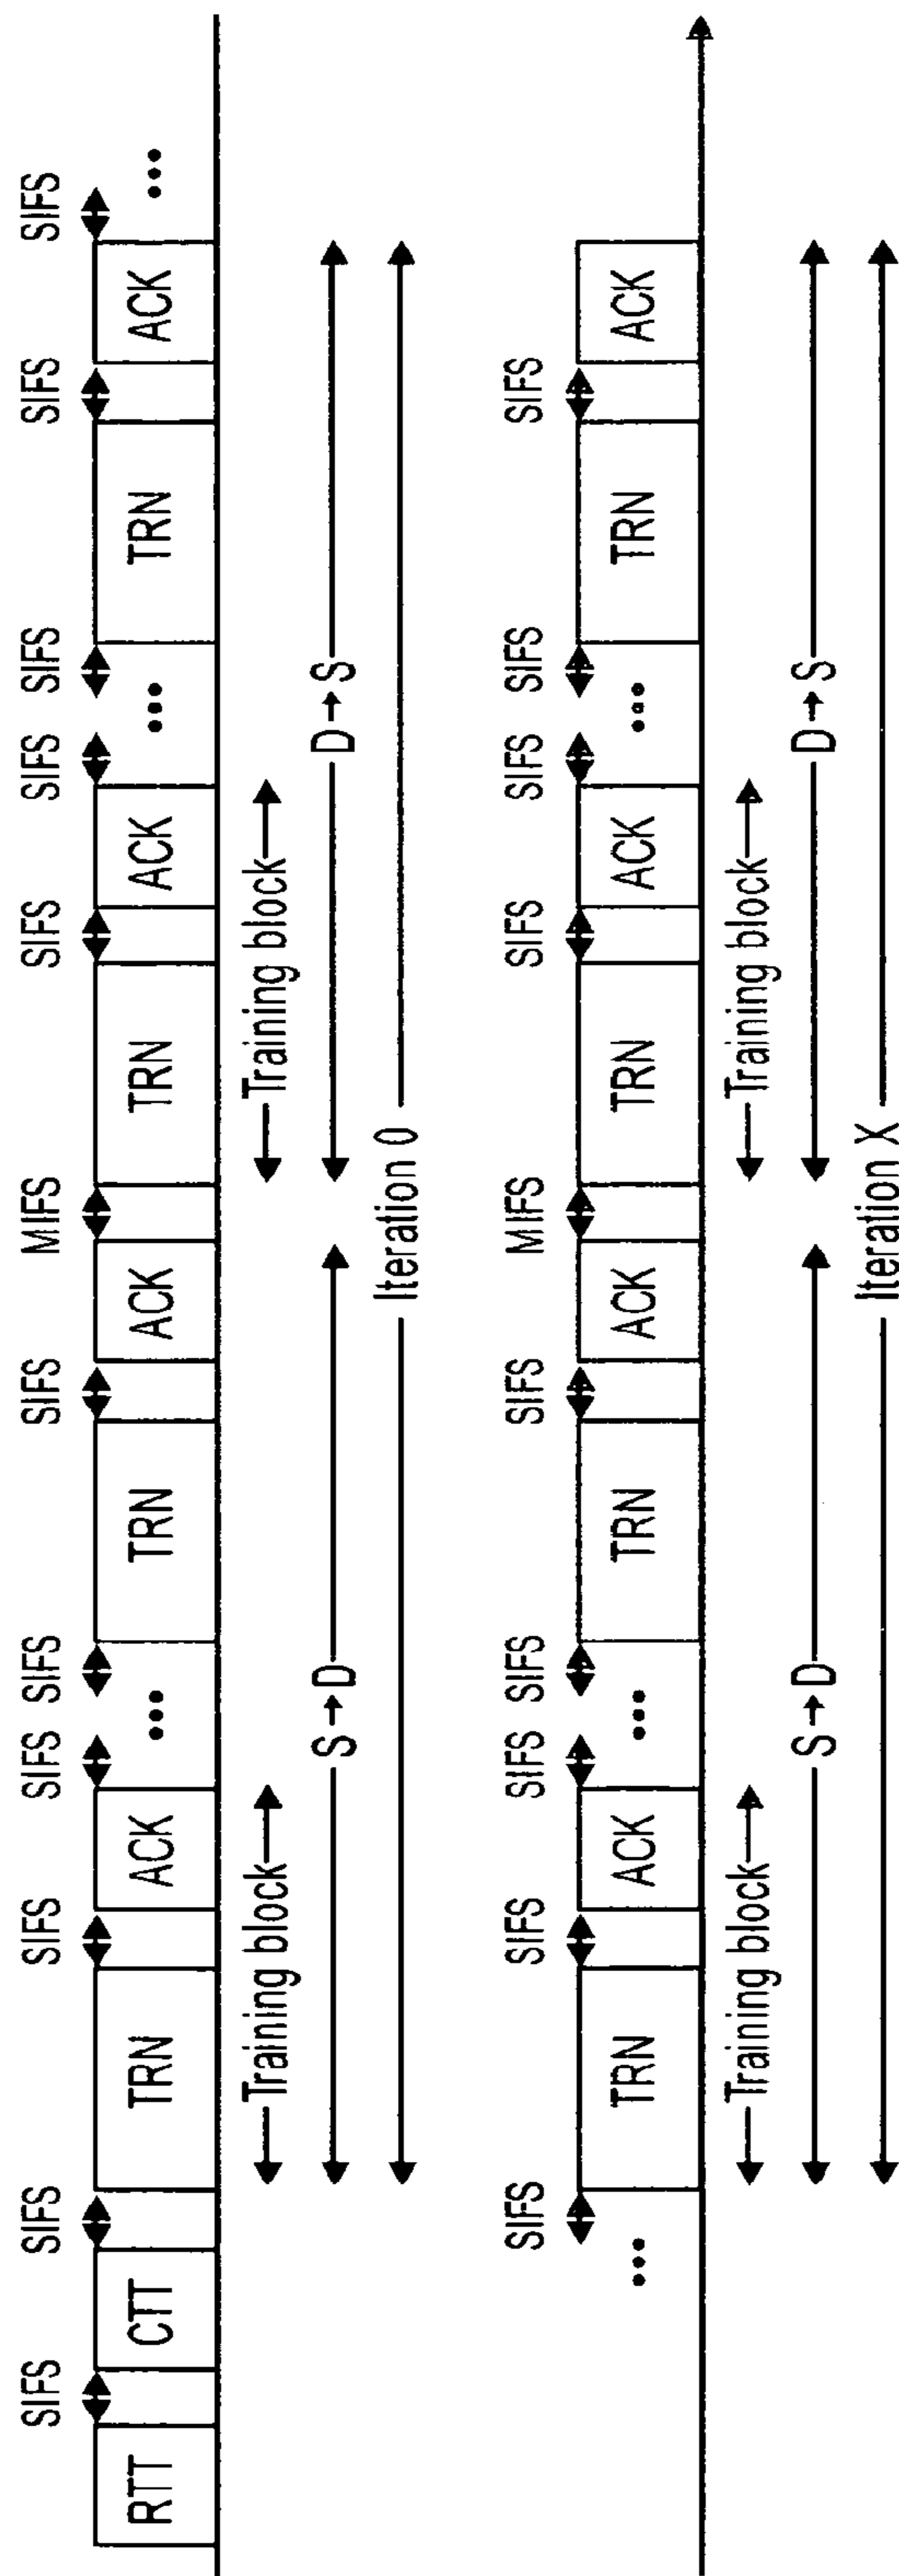 SIFS SIFS SIFS SIFS SIFS SIFS MIFS SIFS SIFS SIFS SIFS SIFS
RTT CTT TRN ACK ... TRN ACK TRN ACK ... TRN ACK ...
Training block Training block
S→D D→S
Iteration 0
SIFS SIFS SIFS SIFS SIFS MIFS SIFS SIFS SIFS SIFS
... TRN ACK ... TRN ACK TRN ACK ... TRN ACK
Training block Training block
S→D D→S
Iteration X